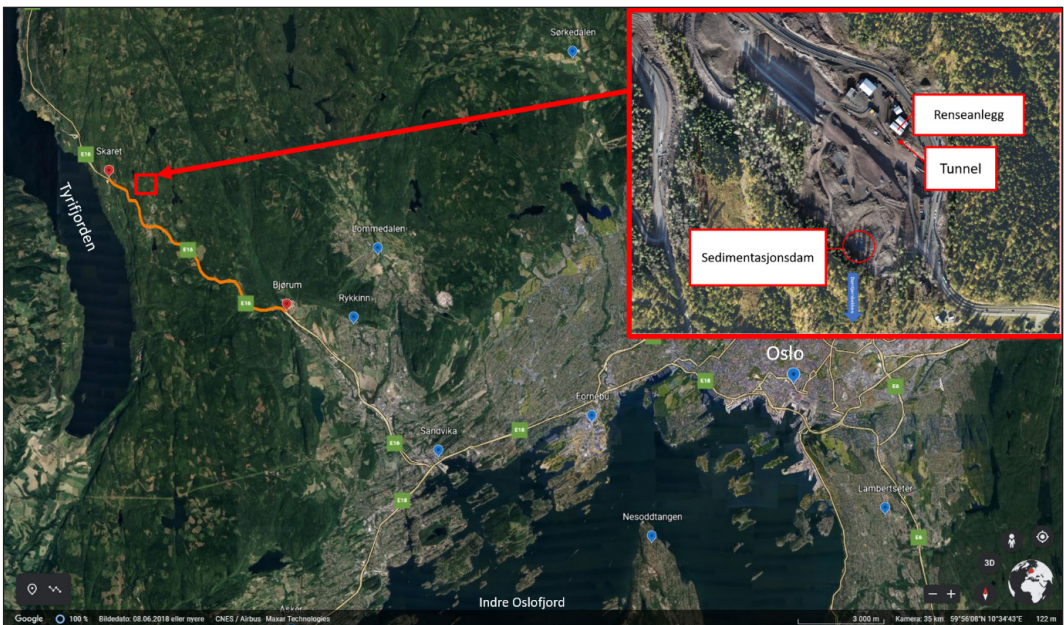 Sørkedalen
Renseanlegg
Tunnel
Sedimentasjonsdam
E16
Skaret
Tyrifjorden
E16
Lommedalen
Bjørum
E16
Rykkinn
Oslo
E18
E6
Fornebu
Sandvika
E18
E18
Lambertseter
E18
Nesoddtangen
E6
3D
Indre Oslofjord
Asker
Google 100 % Bildedato: 08.06.2018 eller nyere CNES / Airbus Maxar Technologies 3 000 m Kamera: 35 km 59°56'08"N 10°34'43"E 122 m